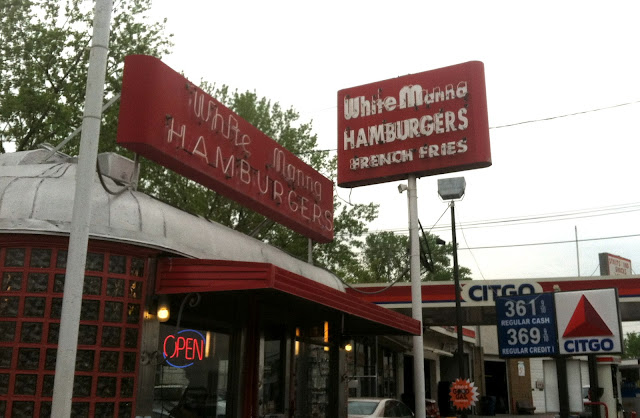 White Manna
HAMBURGERS
White Manna
HAMBURGERS
FRENCH FRIES
OPEN
CITGO
361
REGULAR CASH
369
REGULAR CREDIT
CITGO